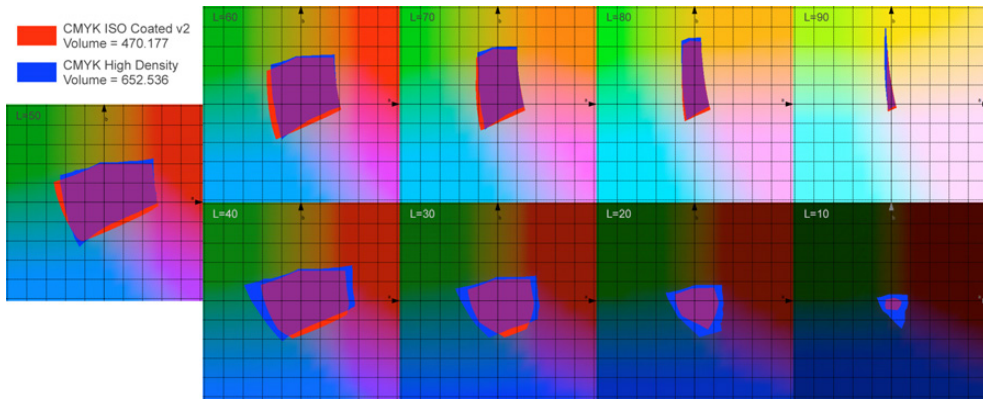 CMYK ISO Coated v2
Volume = 470.177
CMYK High Density
Volume = 652.536
L=50
L=60
L=70
L=80
L=90
L=40
L=30
L=20
L=10